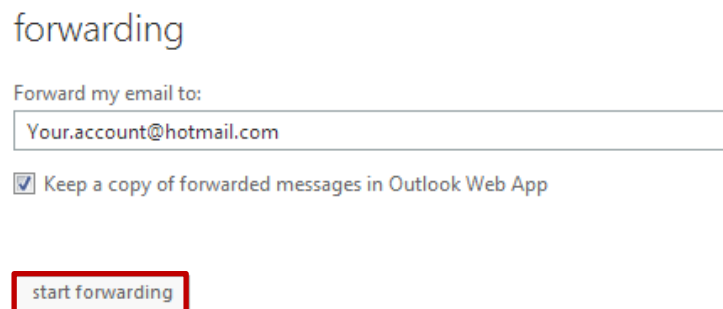 forwarding
Forward my email to:
Your.account@hotmail.com
Keep a copy of forwarded messages in Outlook Web App
start forwarding